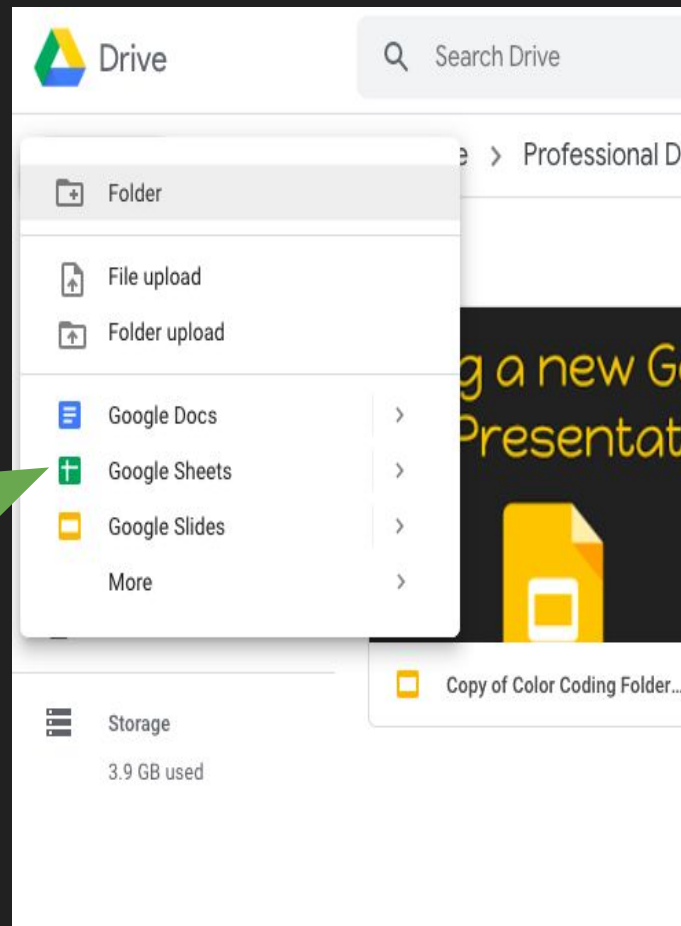 Drive
Search Drive
e > Professional D
Folder
File upload
Folder upload
g a new G
Presentat
Google Docs >
Google Sheets >
Google Slides >
More >
Copy of Color Coding Folder...
Storage
3.9 GB used